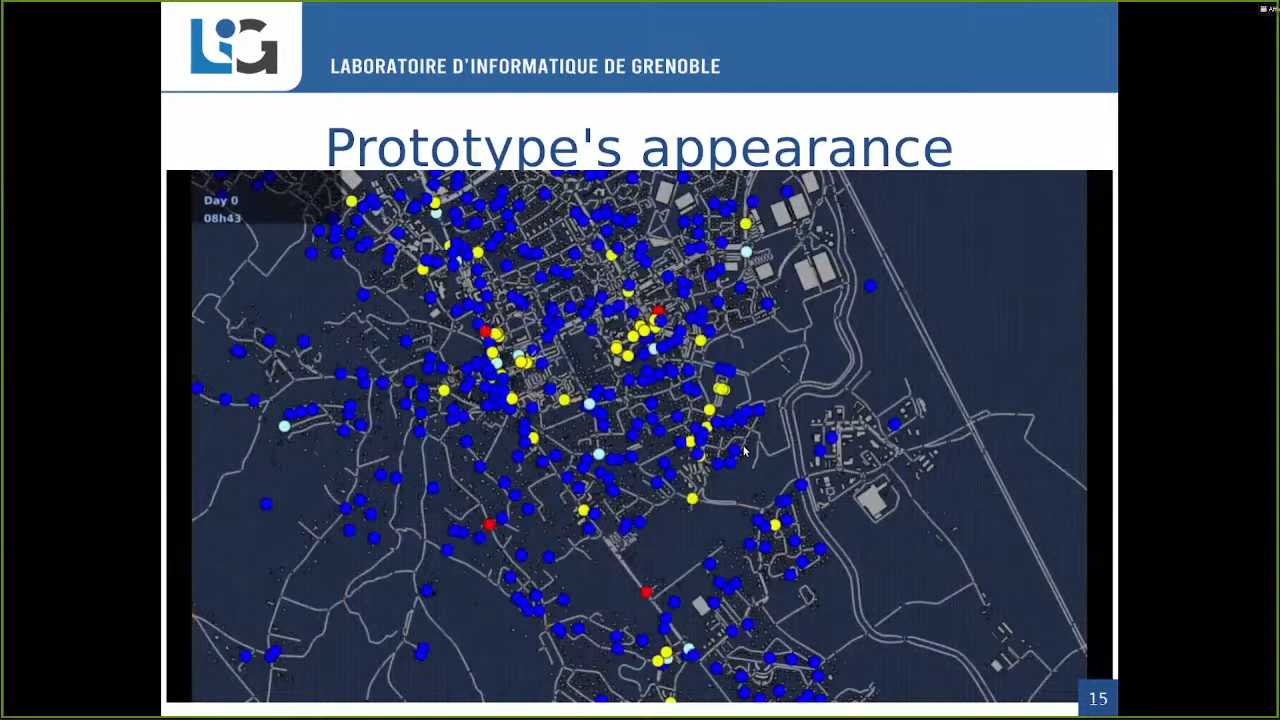 LiG
LABORATOIRE D'INFORMATIQUE DE GRENOBLE
Prototype's appearance
Day 0
08h43
15